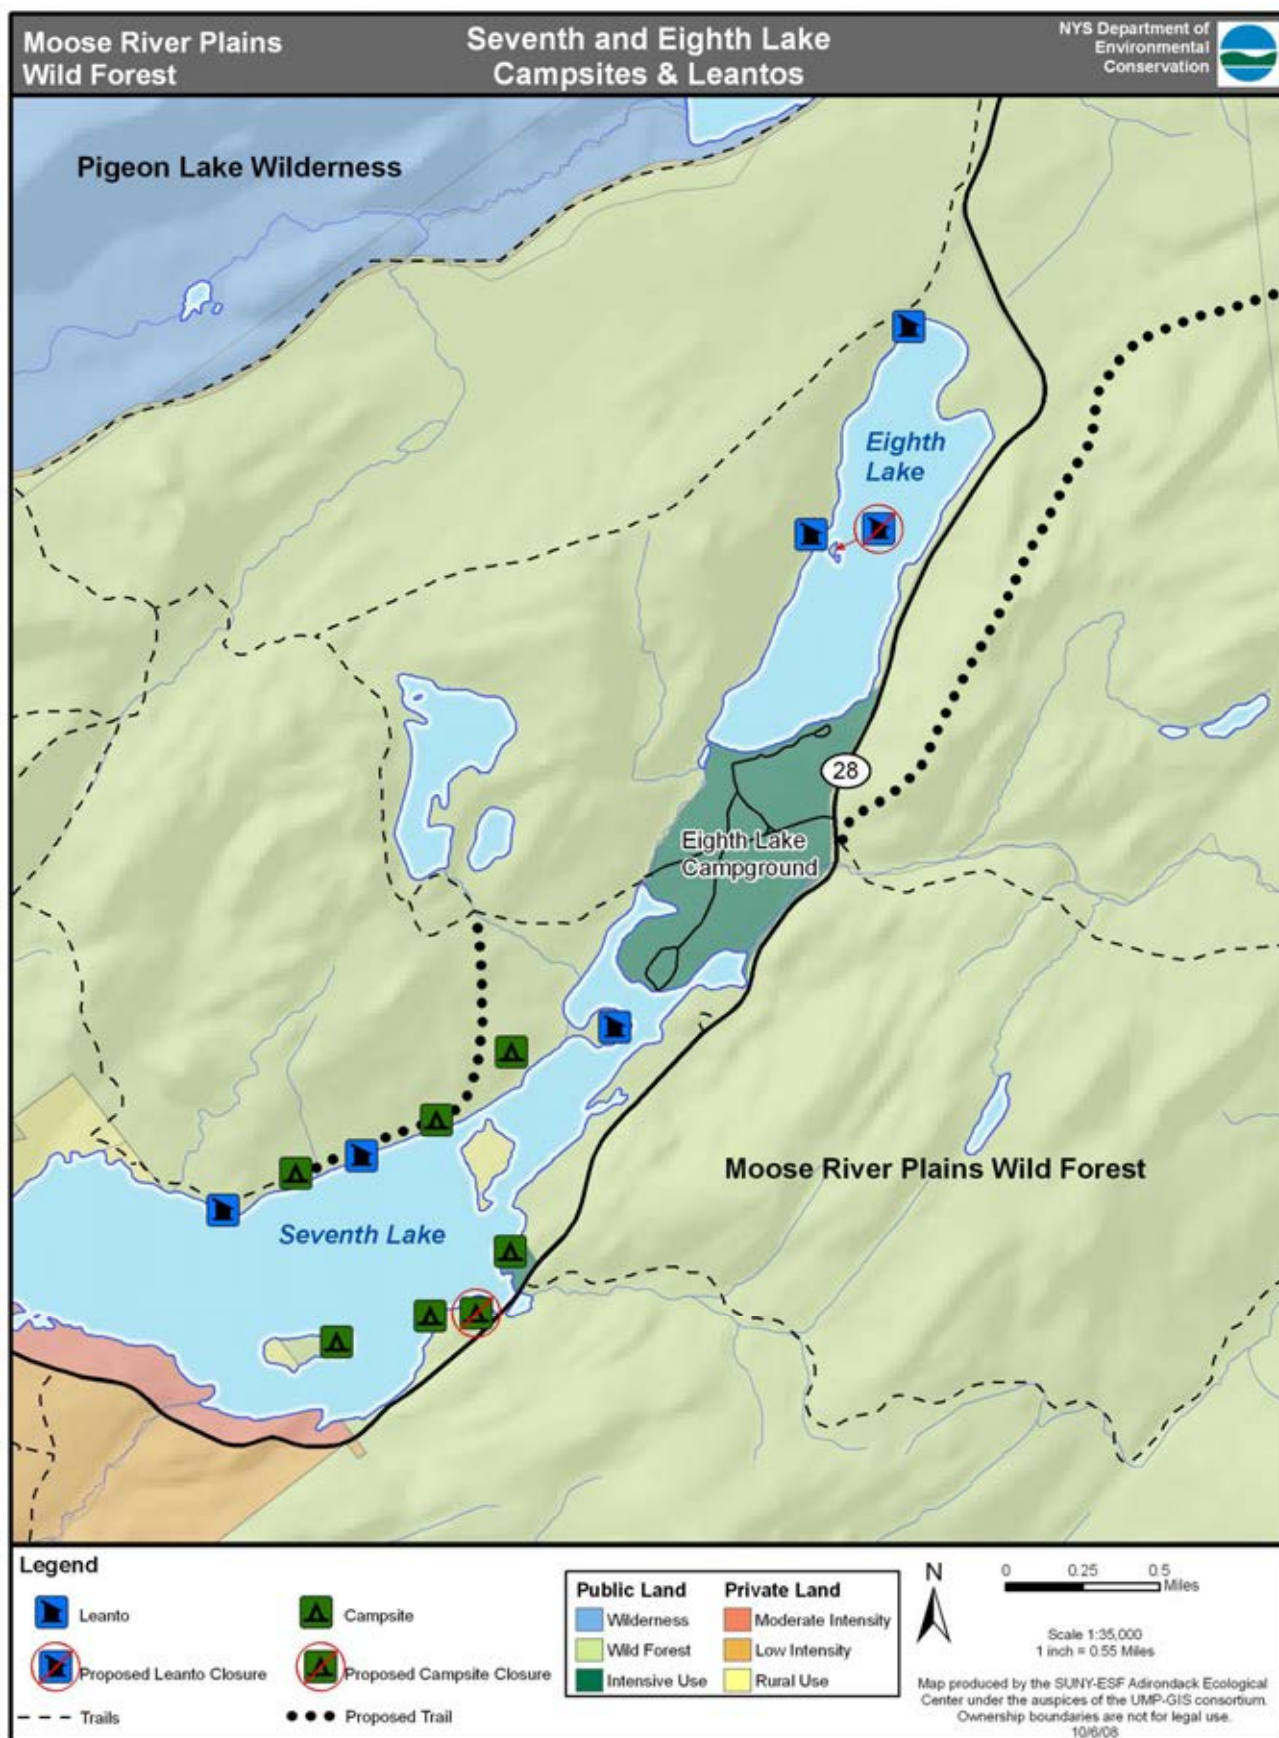 Moose River Plains
Wild Forest
Seventh and Eighth Lake
Campsites & Leantos
NYS Department of
Environmental
Conservation
Pigeon Lake Wilderness
Eighth
Lake
28
Eighth Lake
Campground
Moose River Plains Wild Forest
Seventh Lake
Legend
Leanto
Campsite
Proposed Leanto Closure
Proposed Campsite Closure
Trails
Proposed Trail
Public Land
Wilderness
Wild Forest
Intensive Use
Private Land
Moderate Intensity
Low Intensity
Rural Use
N
0 0.25 0.5
Miles
Scale 1:35,000
1 inch = 0.55 Miles
Map produced by the SUNY-ESF Adirondack Ecological
Center under the auspices of the UMP-GIS consortium.
Ownership boundaries are not for legal use.
10/6/08